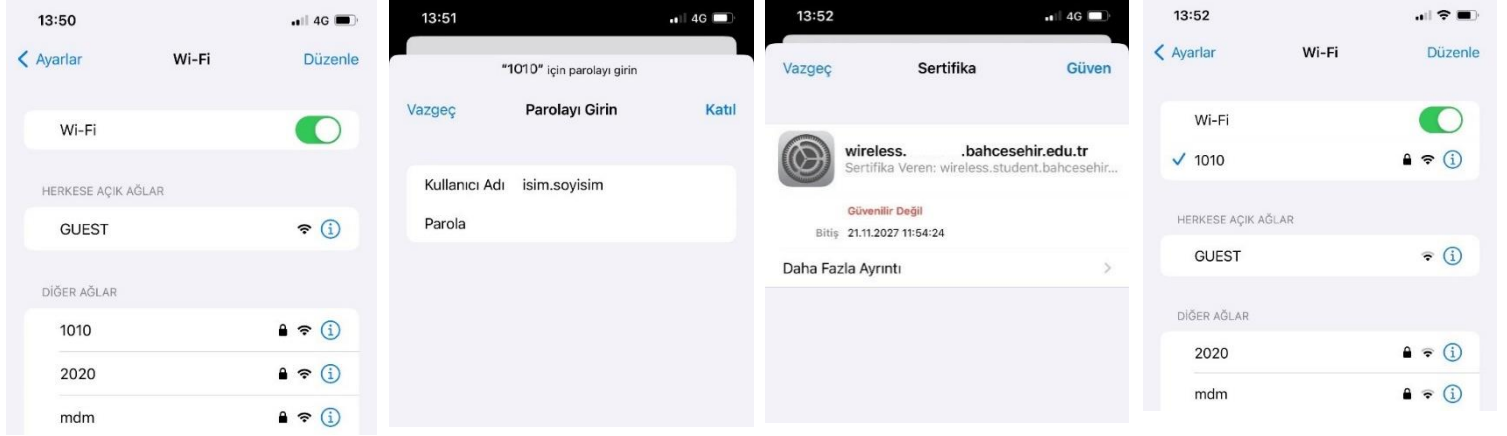 13:50
4G
Ayarlar Wi-Fi Düzenle
Wi-Fi
HERKESE AÇIK AĞLAR
GUEST
DİĞER AĞLAR
1010
2020
mdm
13:51
4G
"1010" için parolayı girin
Vazgeç Parolayı Girin Katıl
Kullanıcı Adı isim.soyisim
Parola
13:52
4G
Vazgeç Sertifika Güven
wireless. .bahcesehir.edu.tr
Sertifika Veren: wireless.student.bahcesehir...
Güvenilir Değil
Bitiş 21.11.2027 11:54:24
Daha Fazla Ayrıntı
13:52
Ayarlar Wi-Fi Düzenle
Wi-Fi
1010
HERKESE AÇIK AĞLAR
GUEST
DİĞER AĞLAR
2020
mdm